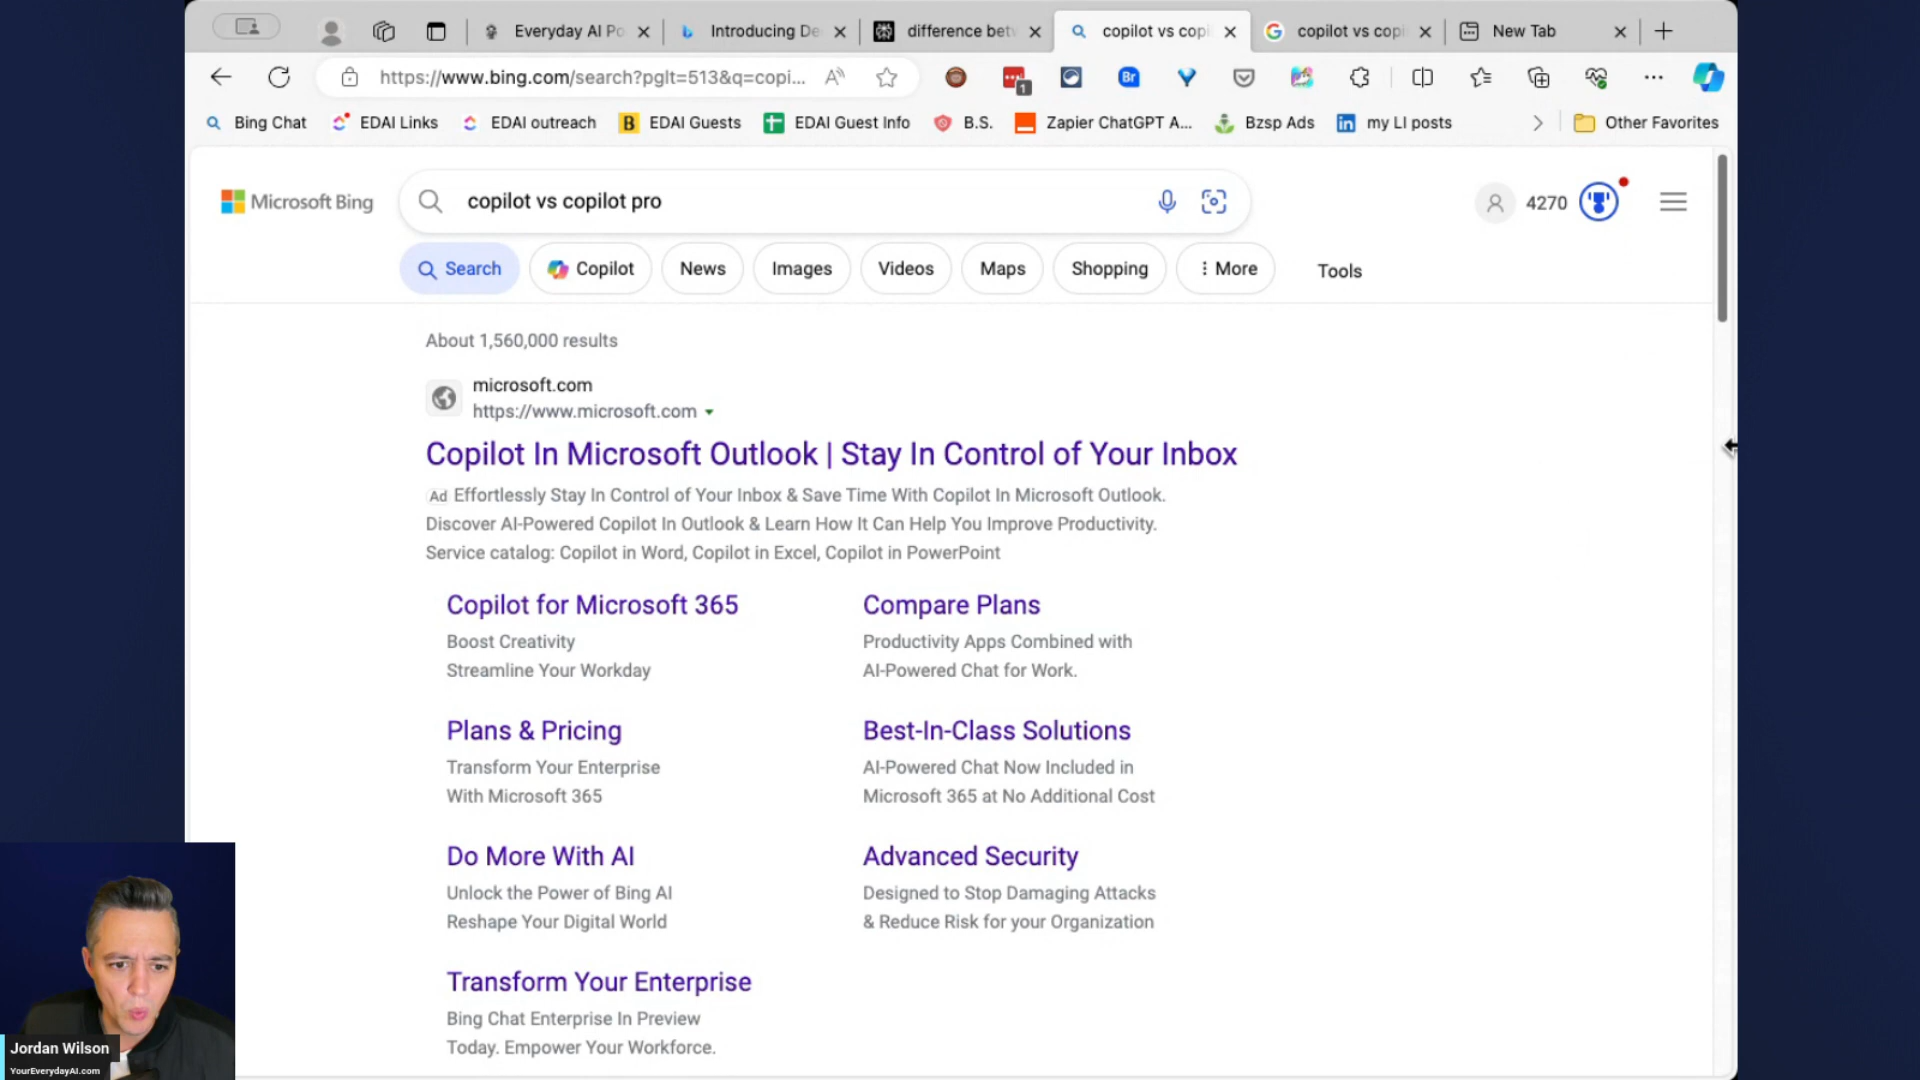 Everyday AI Po
Introducing De
difference betw
copilot vs copi
copilot vs copi
New Tab
https://www.bing.com/search?pglt=513&q=copi...
1
Br
Bing Chat
EDAI Links
EDAI outreach
B EDAI Guests
EDAI Guest Info
B.S.
Zapier ChatGPT A...
Bzsp Ads
in my LI posts
Other Favorites
Microsoft Bing
copilot vs copilot pro
4270
Search
Copilot
News
Images
Videos
Maps
Shopping
More
Tools
About 1,560,000 results
microsoft.com
https://www.microsoft.com
Copilot In Microsoft Outlook | Stay In Control of Your Inbox
Ad Effortlessly Stay In Control of Your Inbox & Save Time With Copilot In Microsoft Outlook.
Discover AI-Powered Copilot In Outlook & Learn How It Can Help You Improve Productivity.
Service catalog: Copilot in Word, Copilot in Excel, Copilot in PowerPoint
Copilot for Microsoft 365
Boost Creativity
Streamline Your Workday
Compare Plans
Productivity Apps Combined with
AI-Powered Chat for Work.
Plans & Pricing
Transform Your Enterprise
With Microsoft 365
Best-In-Class Solutions
AI-Powered Chat Now Included in
Microsoft 365 at No Additional Cost
Do More With AI
Unlock the Power of Bing AI
Reshape Your Digital World
Advanced Security
Designed to Stop Damaging Attacks
& Reduce Risk for your Organization
Transform Your Enterprise
Bing Chat Enterprise In Preview
Today. Empower Your Workforce.
Jordan Wilson
YourEverydayAI.com